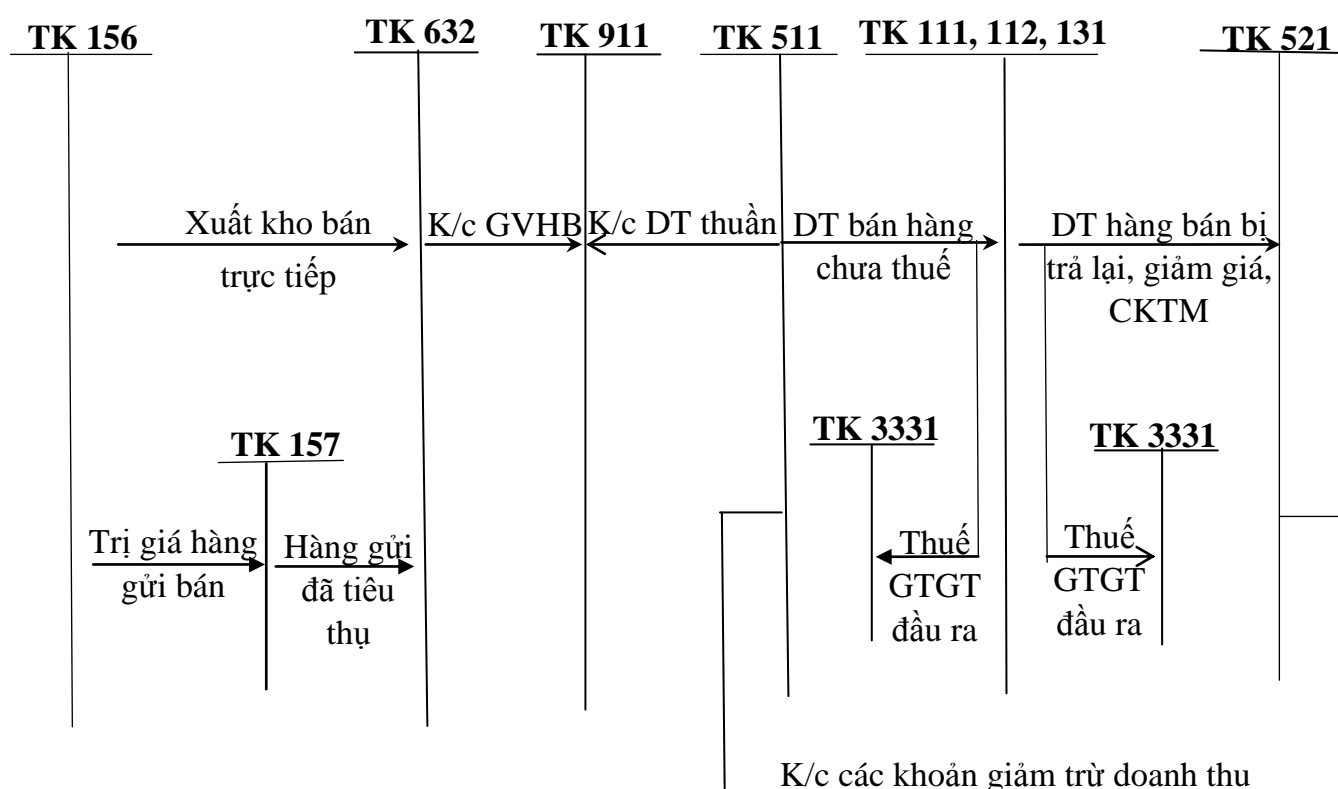 TK 156
TK 632
TK 911
TK 511
TK 111, 112, 131
TK 521
Xuất kho bán
trực tiếp
K/c GVHB
K/c DT thuần
DT bán hàng
chưa thuế
DT hàng bán bị
trả lại, giảm giá,
CKTM
TK 157
TK 3331
TK 3331
Trị giá hàng
gửi bán
Hàng gửi
đã tiêu
thụ
Thuế
GTGT
đầu ra
Thuế
GTGT
đầu ra
K/c các khoản giảm trừ doanh thu